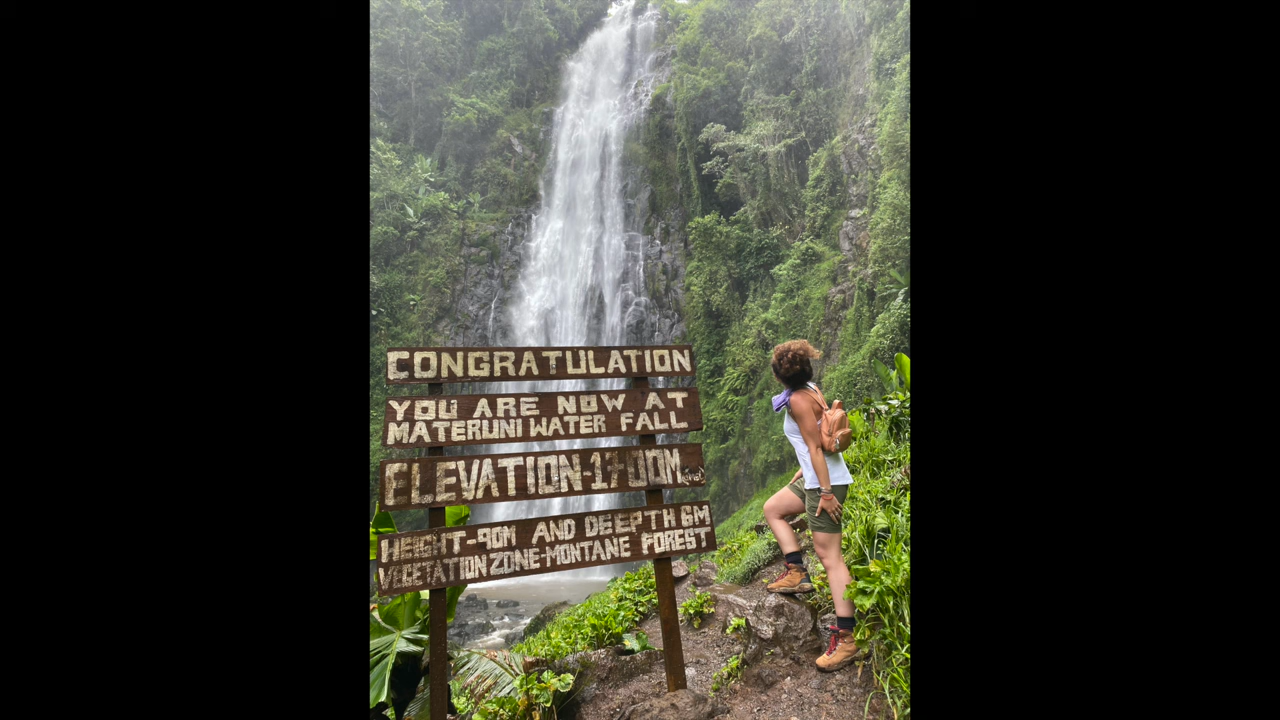 CONGRATULATION
YOU ARE NOW AT
MATERUNI WATER FALL
ELEVATION-1700M
HEIGHT-90M AND DEEPTH 6M
VEGETATION ZONE-MONTANE FOREST